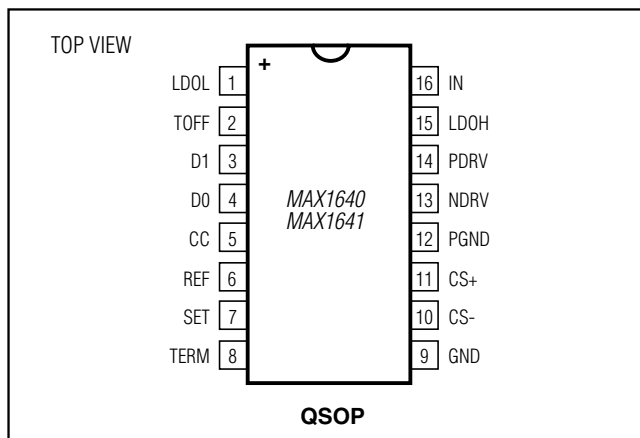 TOP VIEW
+
LDOL 1
TOFF 2
D1 3
D0 4
CC 5
REF 6
SET 7
TERM 8
MAX1640
MAX1641
16 IN
15 LDOH
14 PDRV
13 NDRV
12 PGND
11 CS+
10 CS-
9 GND
QSOP